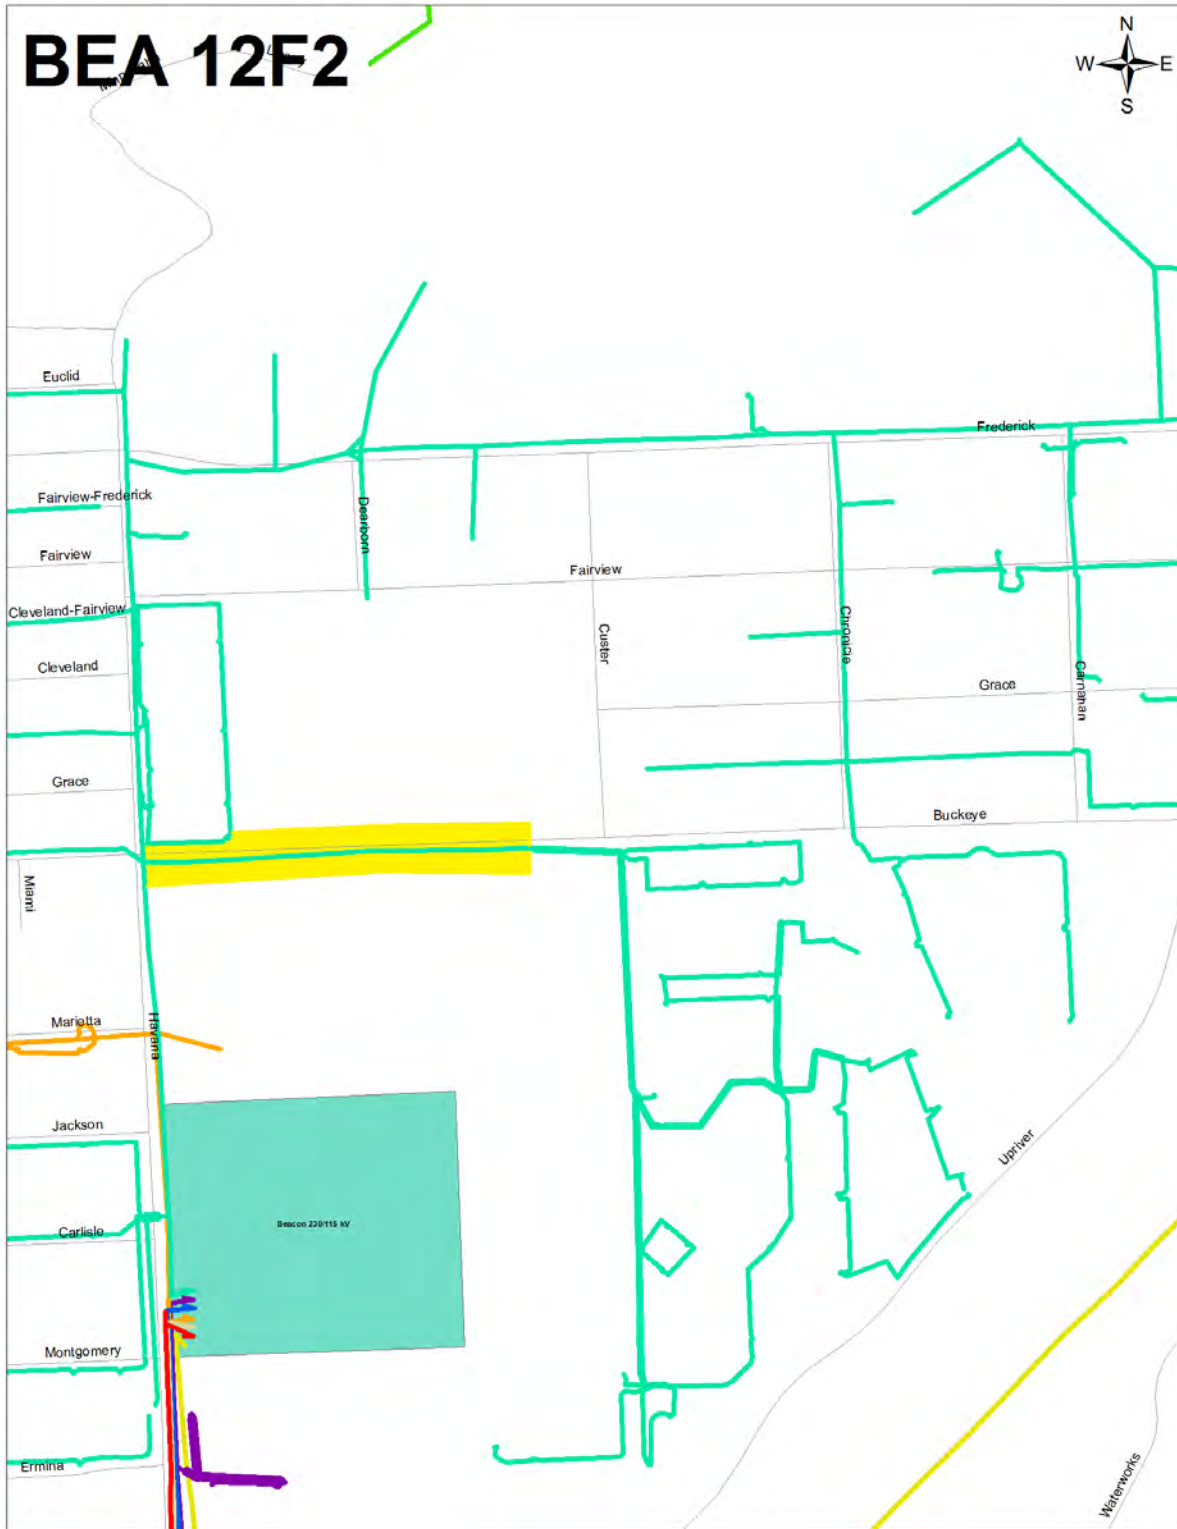 BEA 12F2
N
W
E
S
Euclid
Frederick
Fairview-Frederick
Dearborn
Fairview
Fairview
Cleveland-Fairview
Custer
Chronicle
Cleveland
Carnahan
Grace
Grace
Buckeye
Miami
Marietta
Havana
Jackson
Upriver
Carlisle
Beacon 230/115 kV
Montgomery
Ermina
Waterworks